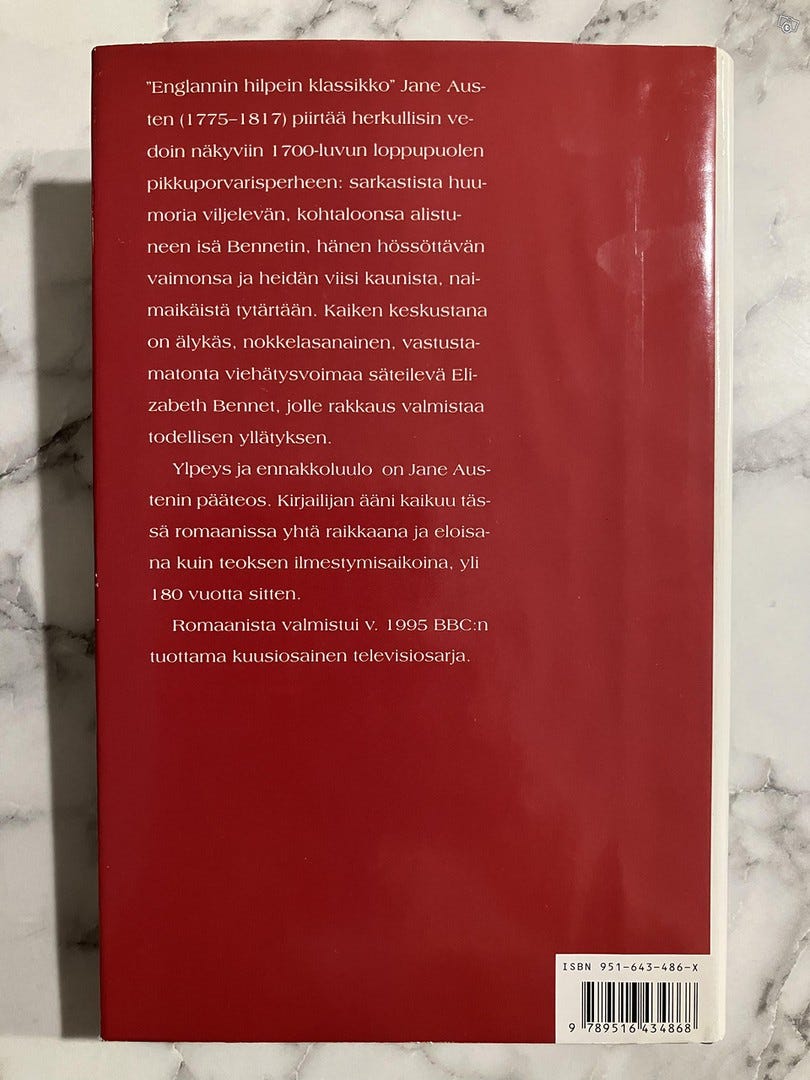 "Englannin hilpein klassikko" Jane Aus-
ten (1775–1817) piirtää herkullisin ve-
doin näkyviin 1700-luvun loppupuolen
pikkuporvarisperheen: sarkastista huu-
moria viljelevän, kohtaloonsa alistu-
neen isä Bennetin, hänen hössöttävän
vaimonsa ja heidän viisi kaunista, nai-
maikäistä tytärtään. Kaiken keskustana
on älykäs, nokkelasanainen, vastusta-
matonta viehätysvoimaa säteilevä Eli-
zabeth Bennet, jolle rakkaus valmistaa
todellisen yllätyksen.
Ylpeys ja ennakkoluulo on Jane Aus-
tenin pääteos. Kirjailijan ääni kaikuu täs-
sä romaanissa yhtä raikkaana ja eloisa-
na kuin teoksen ilmestymisaikoina, yli
180 vuotta sitten.
Romaanista valmistui v. 1995 BBC:n
tuottama kuusiosainen televisiosarja.
ISBN 951-643-486-X
9 789516 434868